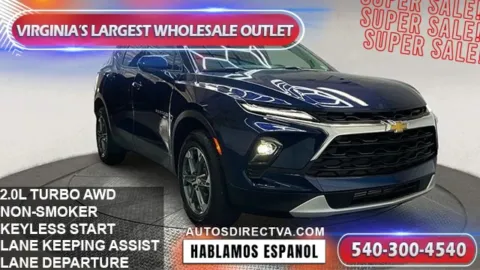 VIRGINIA'S LARGEST WHOLESALE OUTLET
SUPER SALE!
SUPER SALE!
SUPER SALE!
2.0L TURBO AWD
NON-SMOKER
KEYLESS START
LANE KEEPING ASSIST
LANE DEPARTURE
AUTOSDIRECTVA.COM
HABLAMOS ESPANOL
540-300-4540